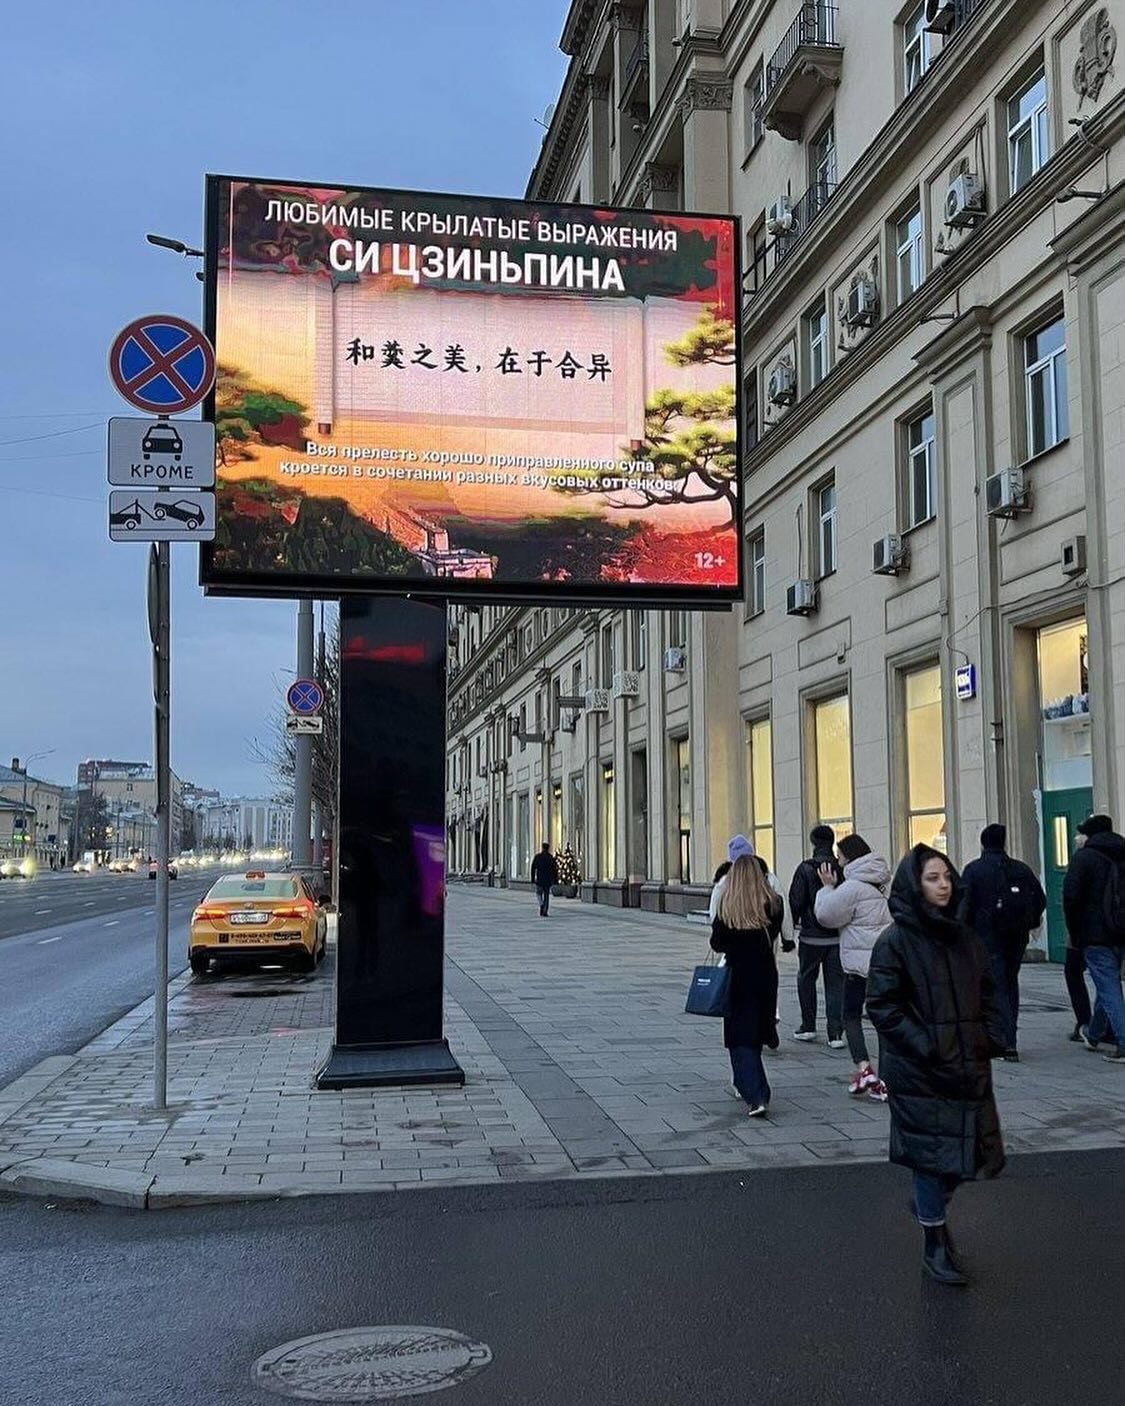 ЛЮБИМЫЕ КРЫЛАТЫЕ ВЫРАЖЕНИЯ
СИ ЦЗИНЬПИНА
和羹之美，在于合异
Вся прелесть хорошо приправленного супа
кроется в сочетании разных вкусовых оттенков.
12+
КРОМЕ